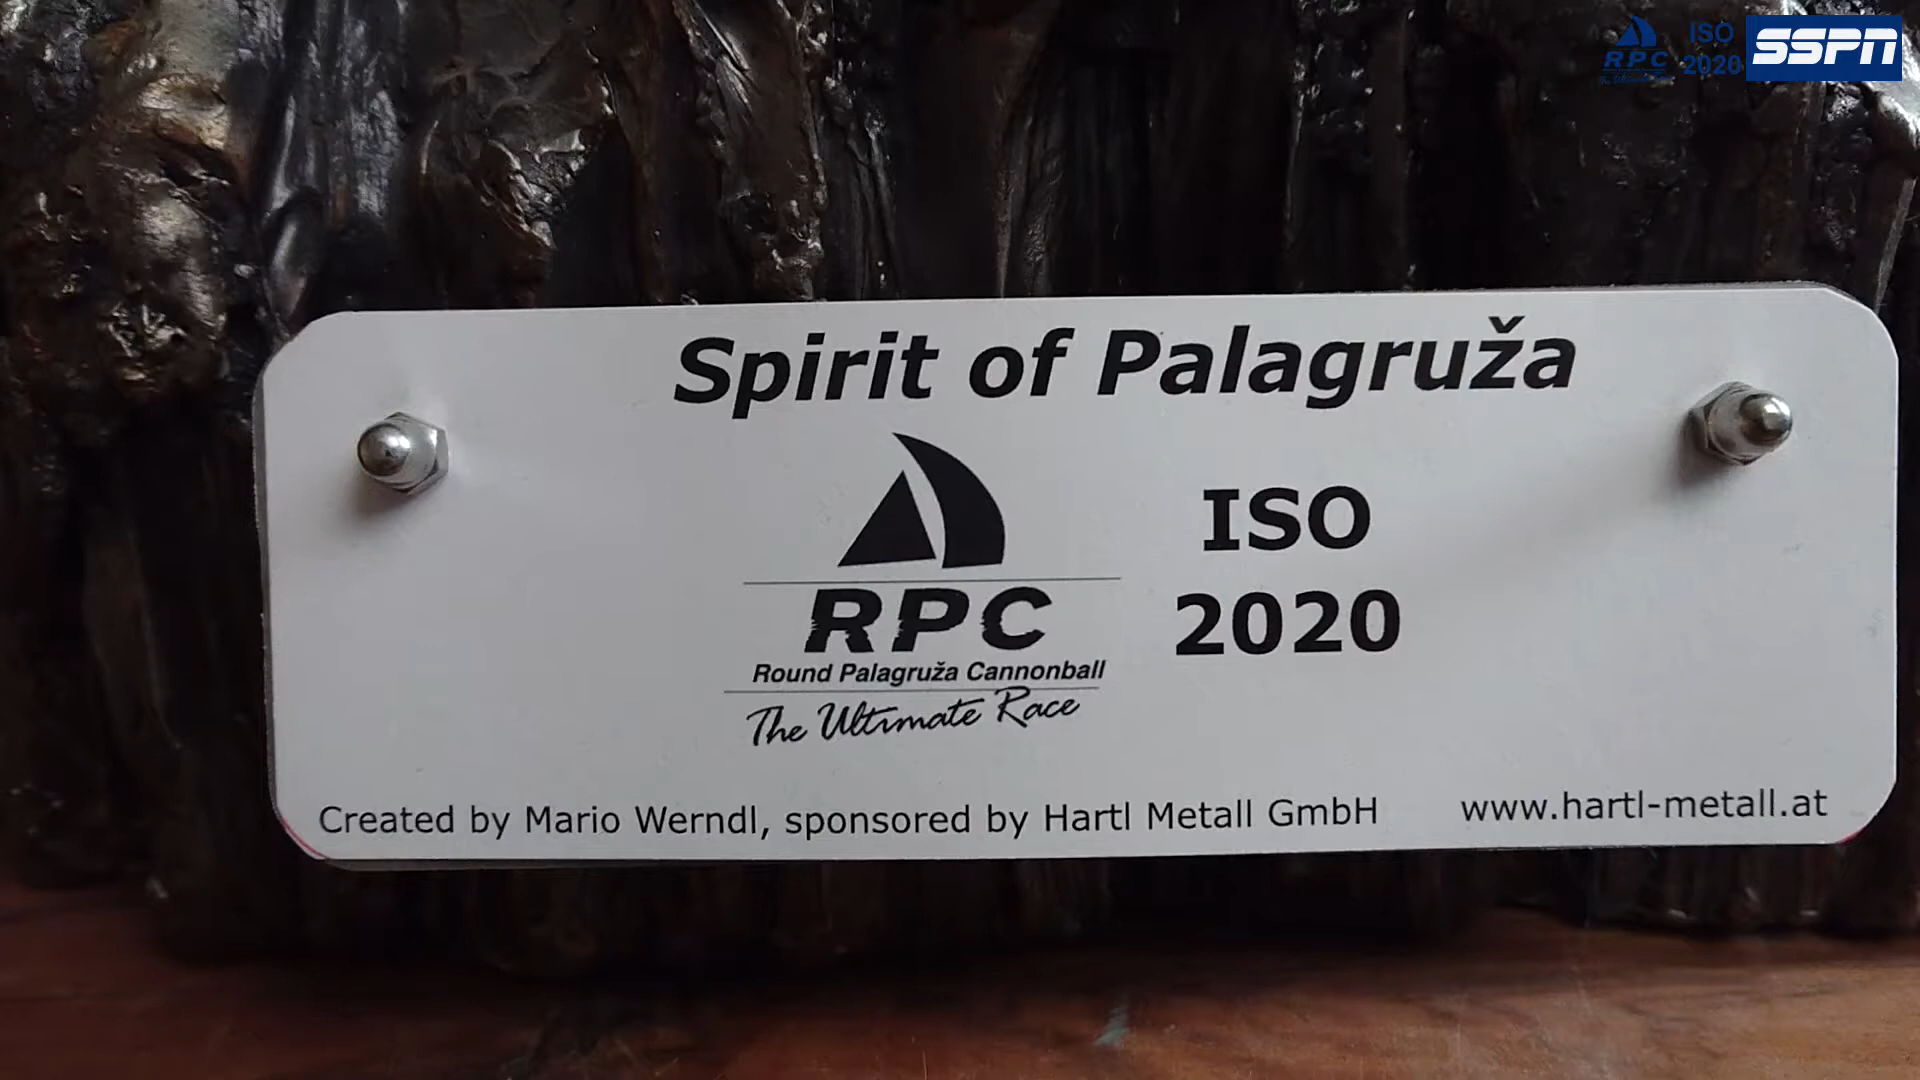 ISO
RPC
2020
SSPN
Spirit of Palagruža
ISO
RPC
2020
Round Palagruža Cannonball
The Ultimate Race
Created by Mario Werndl, sponsored by Hartl Metall GmbH
www.hartl-metall.at